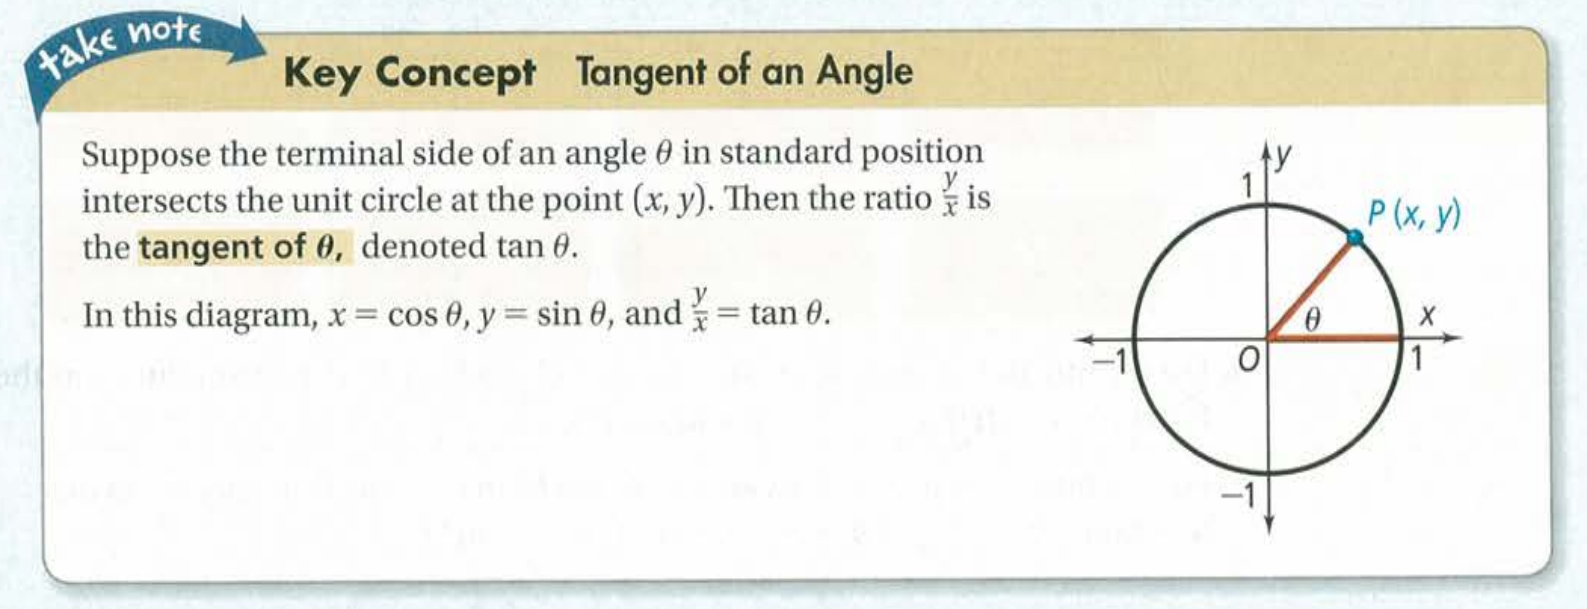 take note
Key Concept Tangent of an Angle
Suppose the terminal side of an angle θ in standard position
intersects the unit circle at the point (x, y). Then the ratio y/x is
the tangent of θ, denoted tan θ.
In this diagram, x = cos θ, y = sin θ, and y/x = tan θ.
y
1
P (x, y)
θ
x
−1
O
1
−1